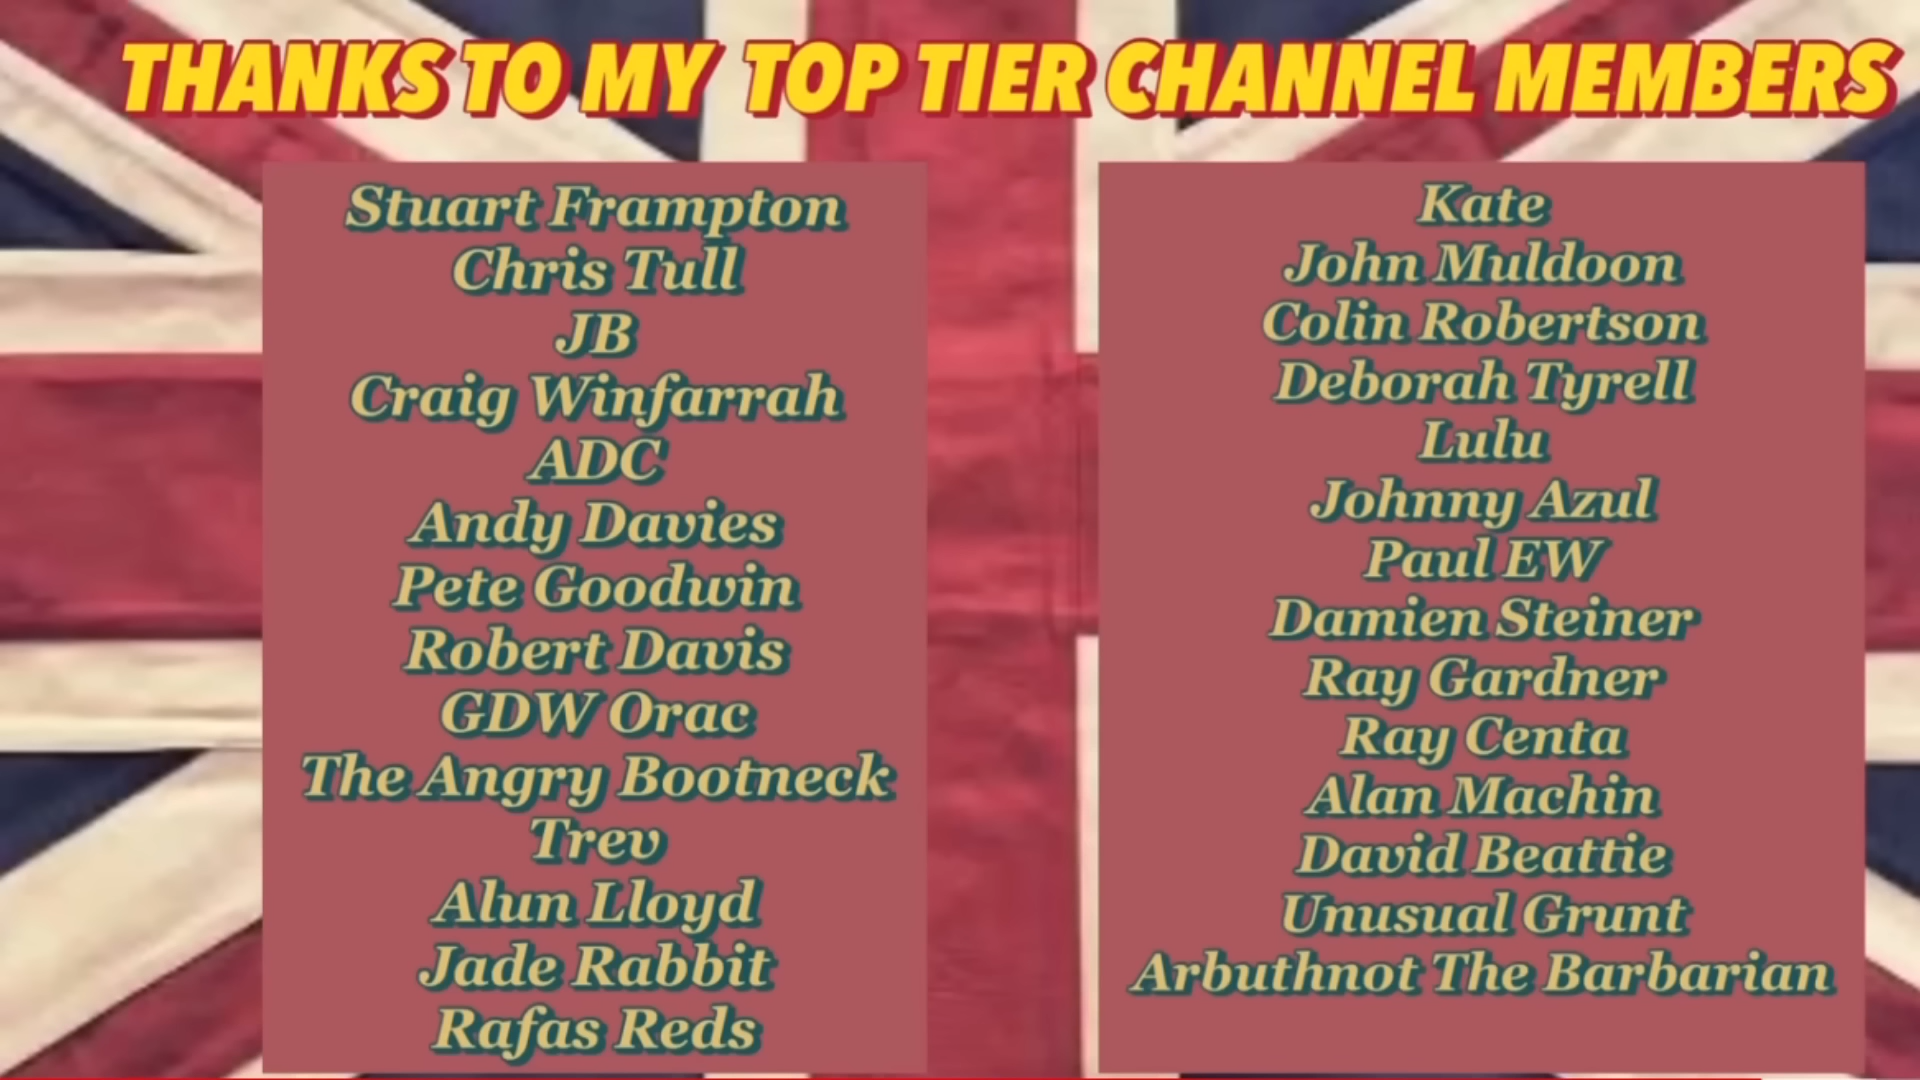 THANKS TO MY TOP TIER CHANNEL MEMBERS
Stuart Frampton
Chris Tull
JB
Craig Winfarrah
ADC
Andy Davies
Pete Goodwin
Robert Davis
GDW Orac
The Angry Bootneck
Trev
Alun Lloyd
Jade Rabbit
Rafas Reds
Kate
John Muldoon
Colin Robertson
Deborah Tyrell
Lulu
Johnny Azul
Paul EW
Damien Steiner
Ray Gardner
Ray Centa
Alan Machin
David Beattie
Unusual Grunt
Arbuthnot The Barbarian